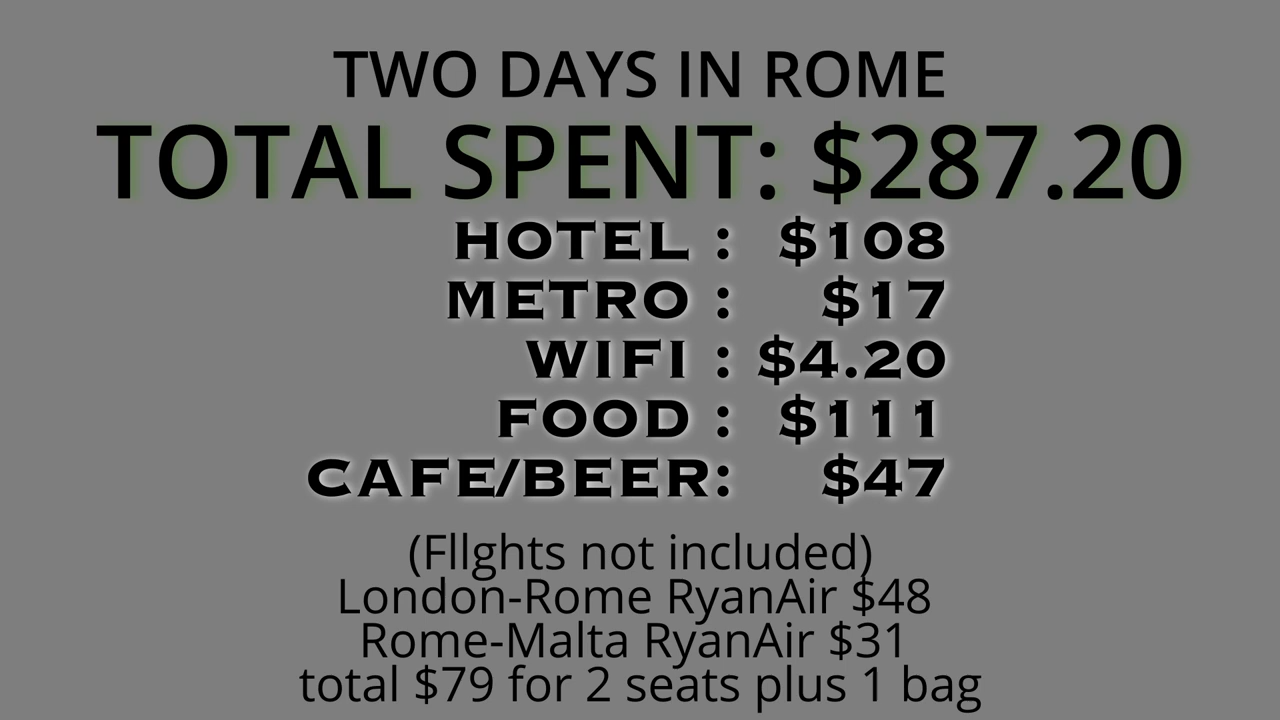 TWO DAYS IN ROME
TOTAL SPENT: $287.20
HOTEL : $108
METRO : $17
WIFI : $4.20
FOOD : $111
CAFE/BEER: $47
(Fllghts not included)
London-Rome RyanAir $48
Rome-Malta RyanAir $31
total $79 for 2 seats plus 1 bag